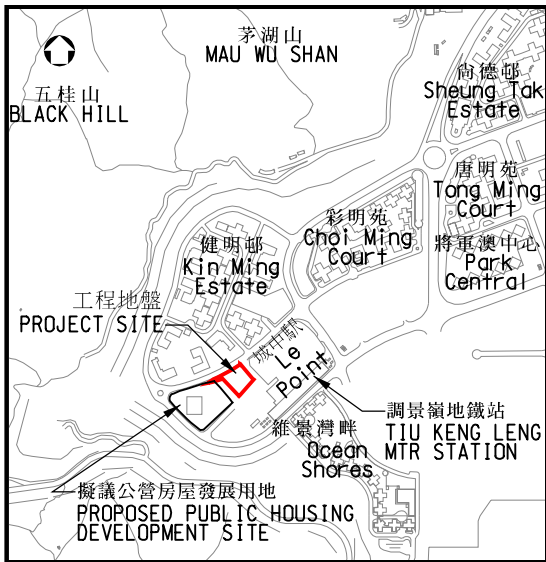 茅湖山
MAU WU SHAN
五桂山
BLACK HILL
尚德邨
Sheung Tak
Estate
唐明苑
Tong Ming
Court
彩明苑
Choi Ming
Court
將軍澳中心
Park
Central
健明邨
Kin Ming
Estate
工程地盤
PROJECT SITE
城中駅
Le
Point
調景嶺地鐵站
TIU KENG LENG
MTR STATION
維景灣畔
Ocean
Shores
擬議公營房屋發展用地
PROPOSED PUBLIC HOUSING
DEVELOPMENT SITE